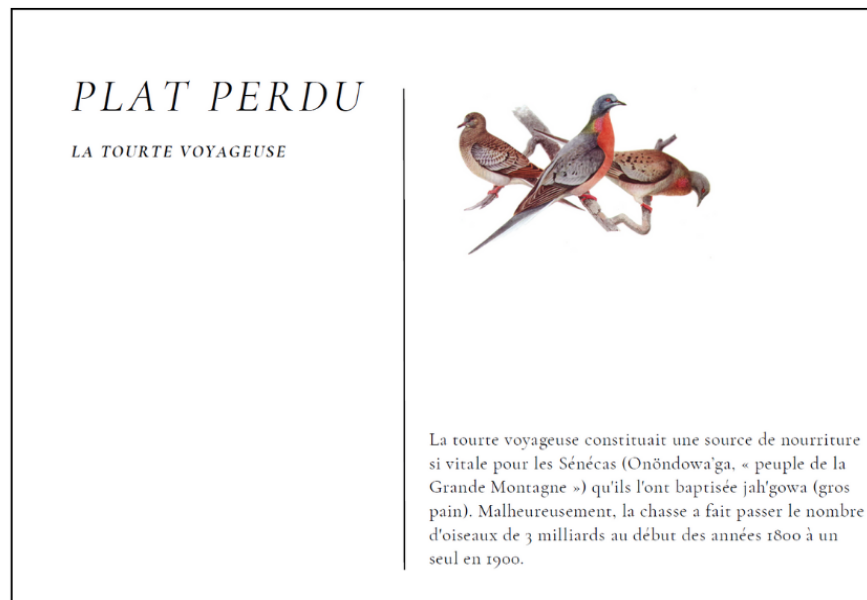 PLAT PERDU
LA TOURTE VOYAGEUSE
La tourte voyageuse constituait une source de nourriture
si vitale pour les Sénécas (Onöndowa'ga, « peuple de la
Grande Montagne ») qu'ils l'ont baptisée jah'gowa (gros
pain). Malheureusement, la chasse a fait passer le nombre
d'oiseaux de 3 milliards au début des années 1800 à un
seul en 1900.